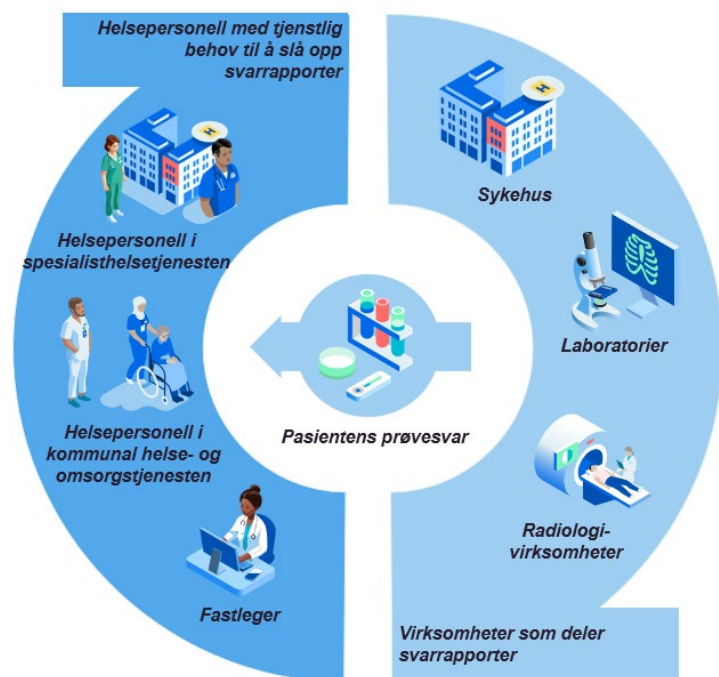 Helsepersonell med tjenstlig
behov til å slå opp
svarrapporter
Helsepersonell i
spesialisthelsetjenesten
Helsepersonell i
kommunal helse- og
omsorgstjenesten
Fastleger
Pasientens prøvesvar
Sykehus
Laboratorier
Radiologi-
virksomheter
Virksomheter som deler
svarrapporter
H
H